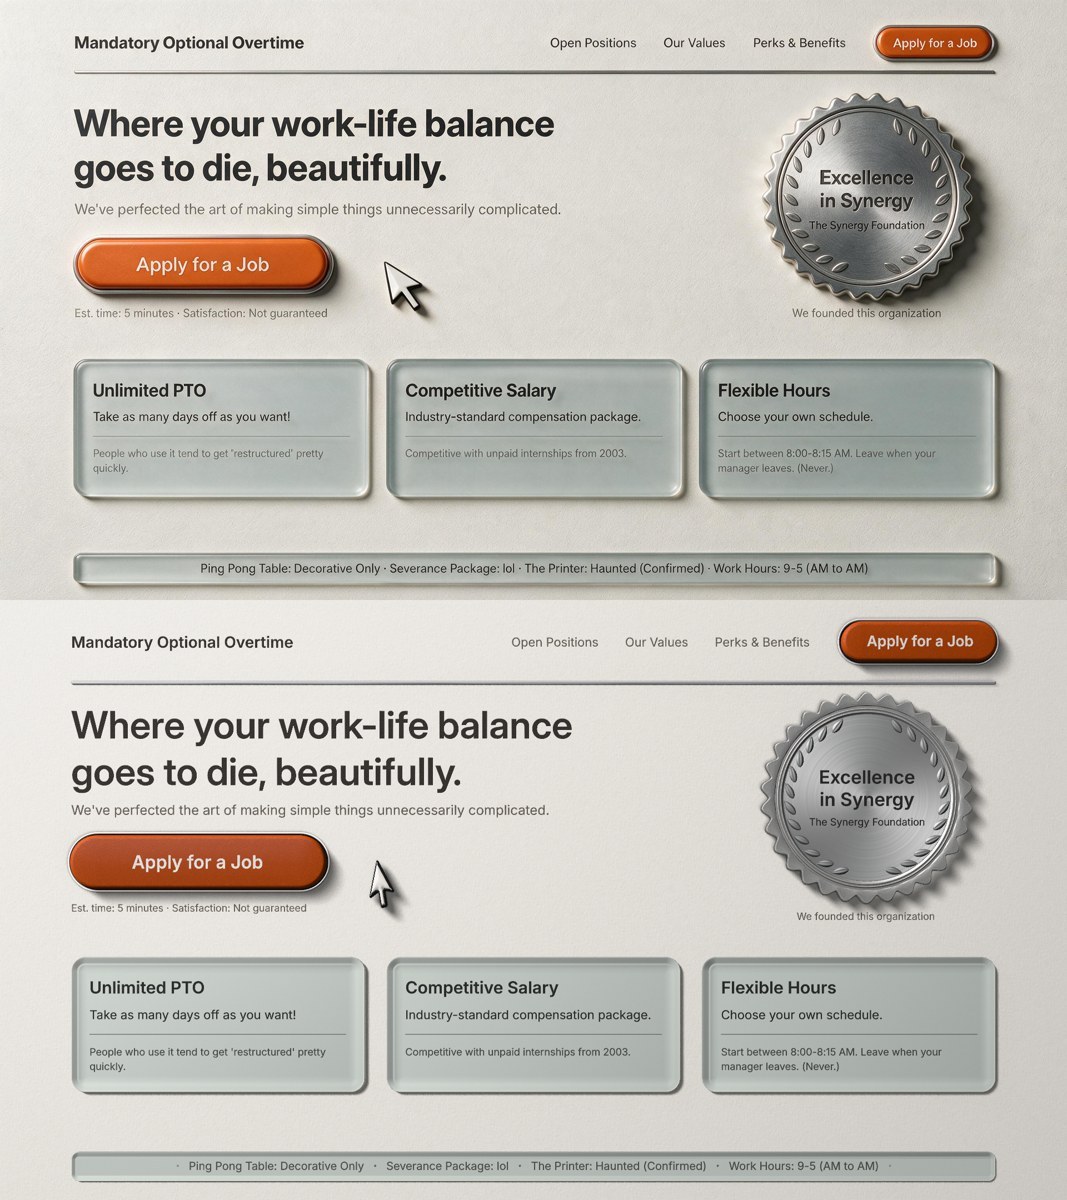 Mandatory Optional Overtime
Open Positions
Our Values
Perks & Benefits
Apply for a Job
Where your work-life balance
goes to die, beautifully.
We've perfected the art of making simple things unnecessarily complicated.
Apply for a Job
Est. time: 5 minutes · Satisfaction: Not guaranteed
Excellence
in Synergy
The Synergy Foundation
We founded this organization
Unlimited PTO
Take as many days off as you want!
People who use it tend to get 'restructured' pretty
quickly.
Competitive Salary
Industry-standard compensation package.
Competitive with unpaid internships from 2003.
Flexible Hours
Choose your own schedule.
Start between 8:00-8:15 AM. Leave when your
manager leaves. (Never.)
Ping Pong Table: Decorative Only · Severance Package: lol · The Printer: Haunted (Confirmed) · Work Hours: 9-5 (AM to AM)
Mandatory Optional Overtime
Open Positions
Our Values
Perks & Benefits
Apply for a Job
Where your work-life balance
goes to die, beautifully.
We've perfected the art of making simple things unnecessarily complicated.
Apply for a Job
Est. time: 5 minutes · Satisfaction: Not guaranteed
Excellence
in Synergy
The Synergy Foundation
We founded this organization
Unlimited PTO
Take as many days off as you want!
People who use it tend to get 'restructured' pretty
quickly.
Competitive Salary
Industry-standard compensation package.
Competitive with unpaid internships from 2003.
Flexible Hours
Choose your own schedule.
Start between 8:00-8:15 AM. Leave when your
manager leaves. (Never.)
· Ping Pong Table: Decorative Only · Severance Package: lol · The Printer: Haunted (Confirmed) · Work Hours: 9-5 (AM to AM) ·